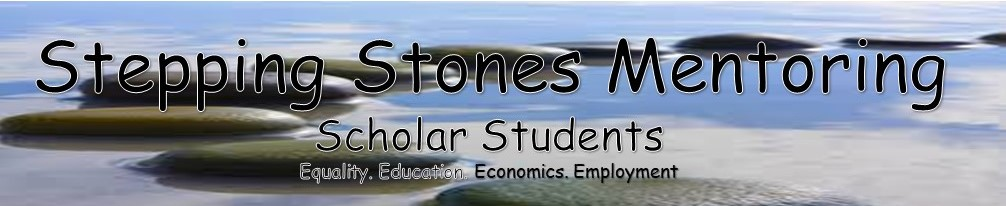 Stepping Stones Mentoring
Scholar Students
Equality. Education. Economics. Employment